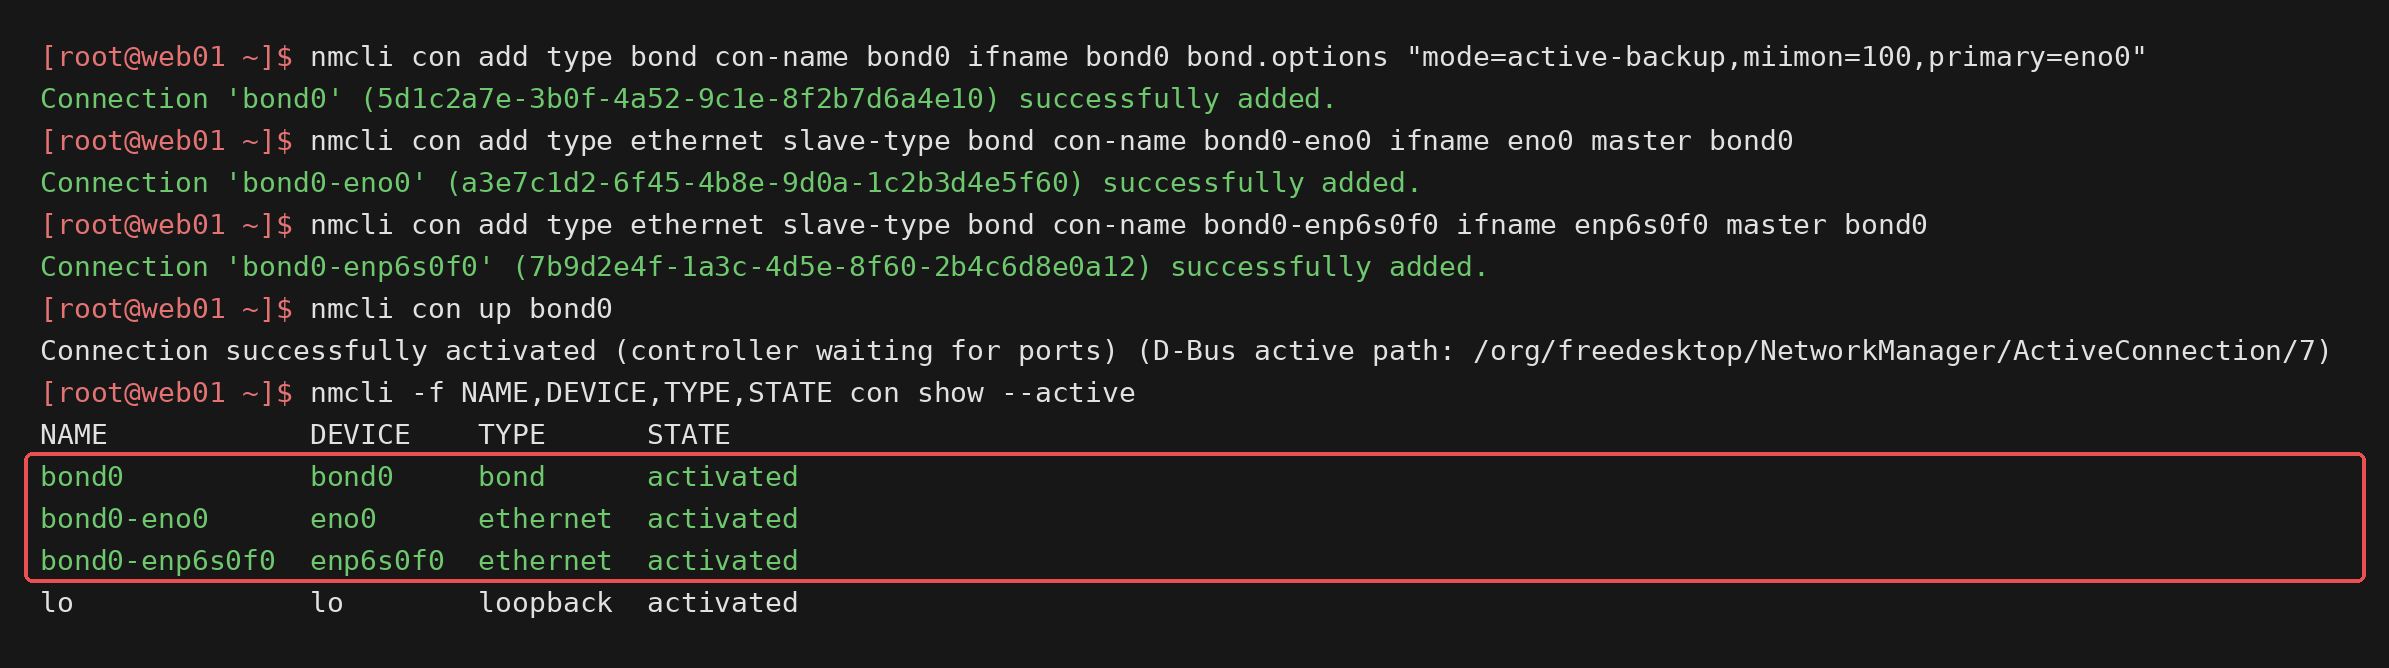 [root@web01 ~]$ nmcli con add type bond con-name bond0 ifname bond0 bond.options "mode=active-backup,miimon=100,primary=eno0"
Connection 'bond0' (5d1c2a7e-3b0f-4a52-9c1e-8f2b7d6a4e10) successfully added.
[root@web01 ~]$ nmcli con add type ethernet slave-type bond con-name bond0-eno0 ifname eno0 master bond0
Connection 'bond0-eno0' (a3e7c1d2-6f45-4b8e-9d0a-1c2b3d4e5f60) successfully added.
[root@web01 ~]$ nmcli con add type ethernet slave-type bond con-name bond0-enp6s0f0 ifname enp6s0f0 master bond0
Connection 'bond0-enp6s0f0' (7b9d2e4f-1a3c-4d5e-8f60-2b4c6d8e0a12) successfully added.
[root@web01 ~]$ nmcli con up bond0
Connection successfully activated (controller waiting for ports) (D-Bus active path: /org/freedesktop/NetworkManager/ActiveConnection/7)
[root@web01 ~]$ nmcli -f NAME,DEVICE,TYPE,STATE con show --active
NAME            DEVICE    TYPE      STATE
bond0           bond0     bond      activated
bond0-eno0      eno0      ethernet  activated
bond0-enp6s0f0  enp6s0f0  ethernet  activated
lo              lo        loopback  activated